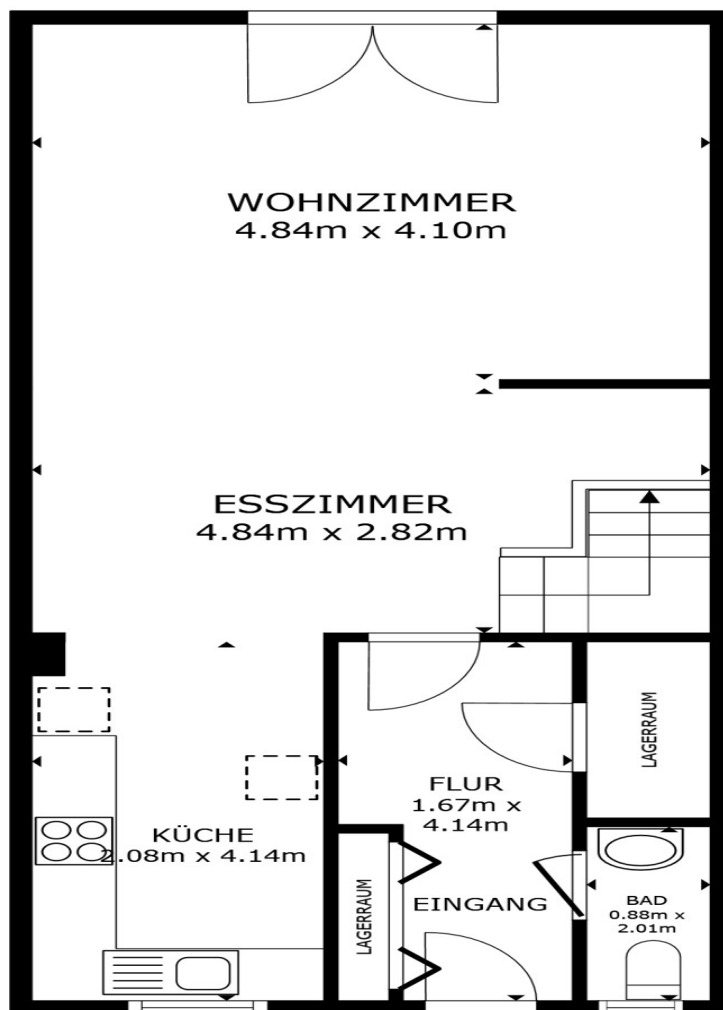 WOHNZIMMER
4.84m x 4.10m
ESSZIMMER
4.84m x 2.82m
LAGERRAUM
FLUR
1.67m x
4.14m
KÜCHE
2.08m x 4.14m
LAGERRAUM
EINGANG
BAD
0.88m x
2.01m